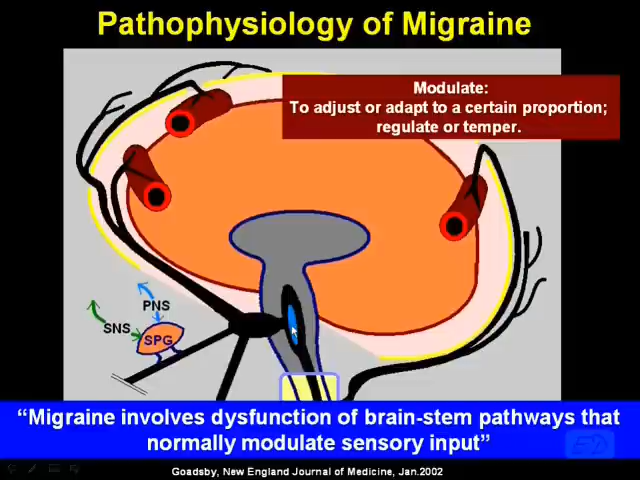 Pathophysiology of Migraine
Modulate:
To adjust or adapt to a certain proportion;
regulate or temper.
PNS
SNS
SPG
“Migraine involves dysfunction of brain-stem pathways that
normally modulate sensory input”
Goadsby, New England Journal of Medicine, Jan.2002